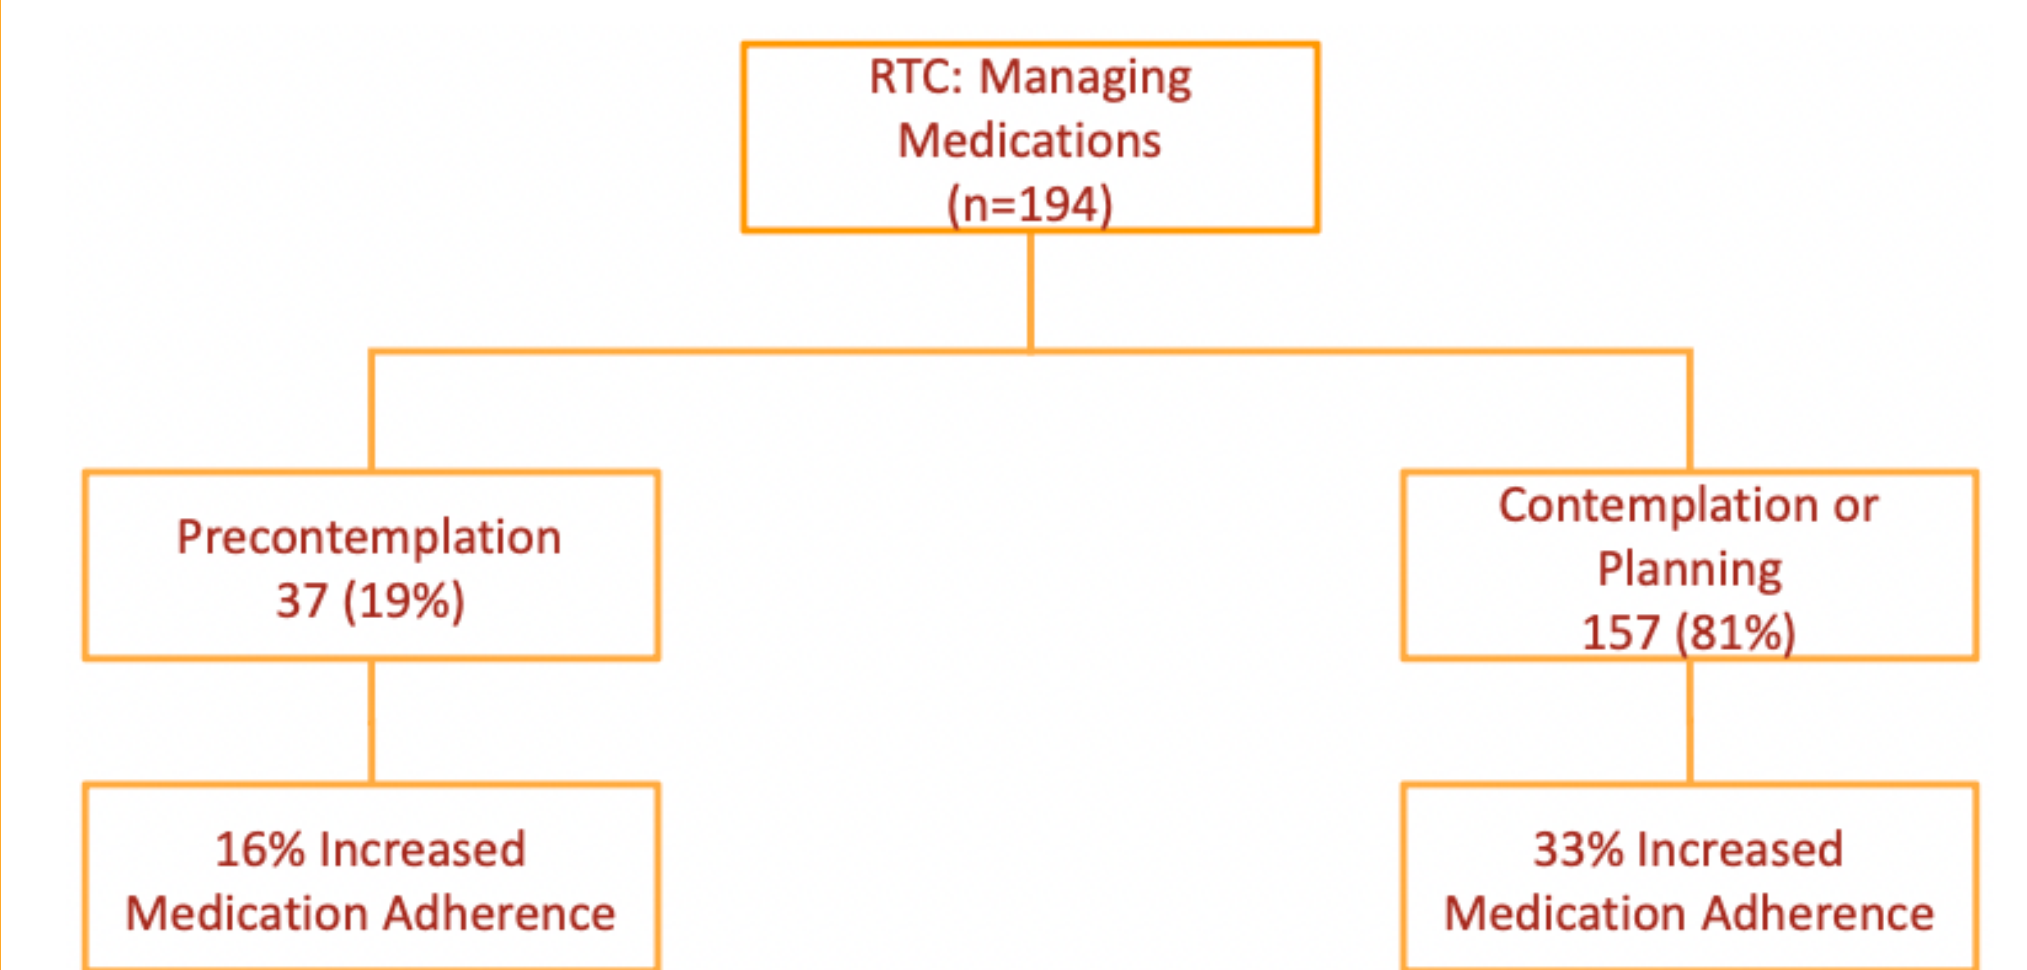 RTC: Managing
Medications
(n=194)
Precontemplation
37 (19%)
Contemplation or
Planning
157 (81%)
16% Increased
Medication Adherence
33% Increased
Medication Adherence